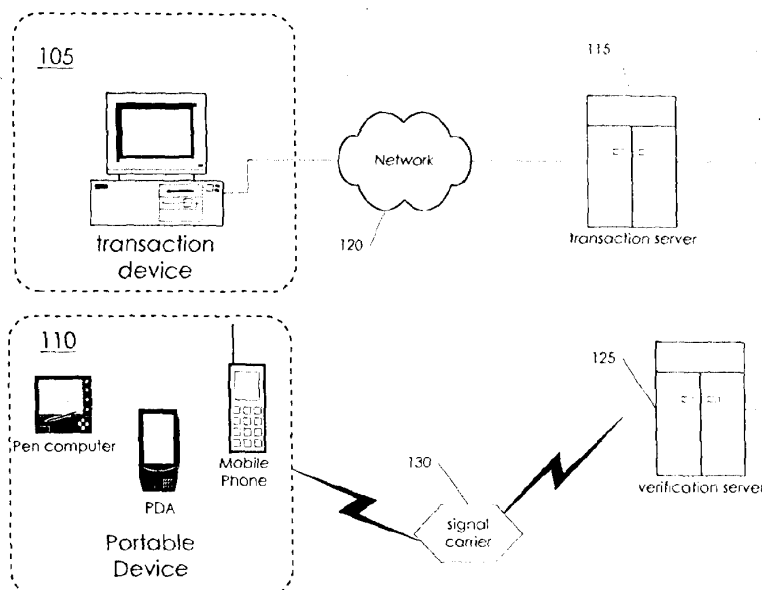 105
115
Network
transaction
device
120
transaction server
110
125
Pen computer
Mobile
Phone
PDA
130
signal
carrier
verification server
Portable
Device